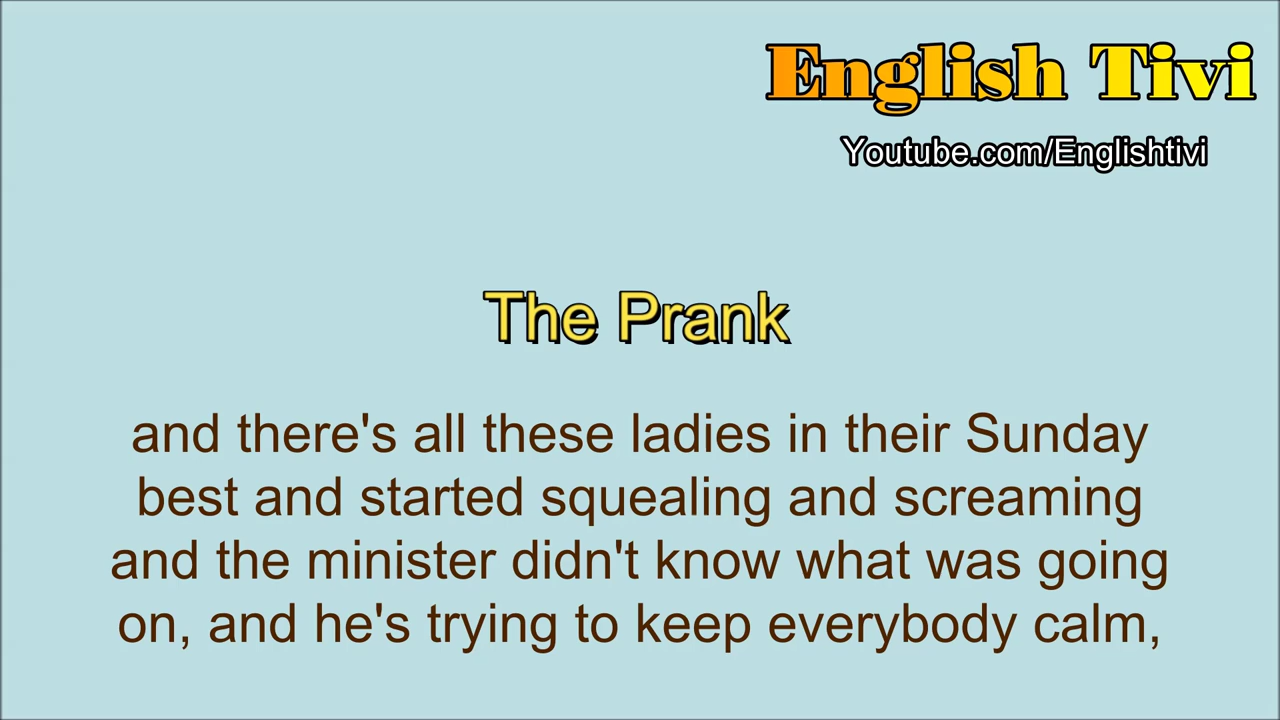 English Tivi
Youtube.com/Englishtivi
The Prank
and there's all these ladies in their Sunday
best and started squealing and screaming
and the minister didn't know what was going
on, and he's trying to keep everybody calm,